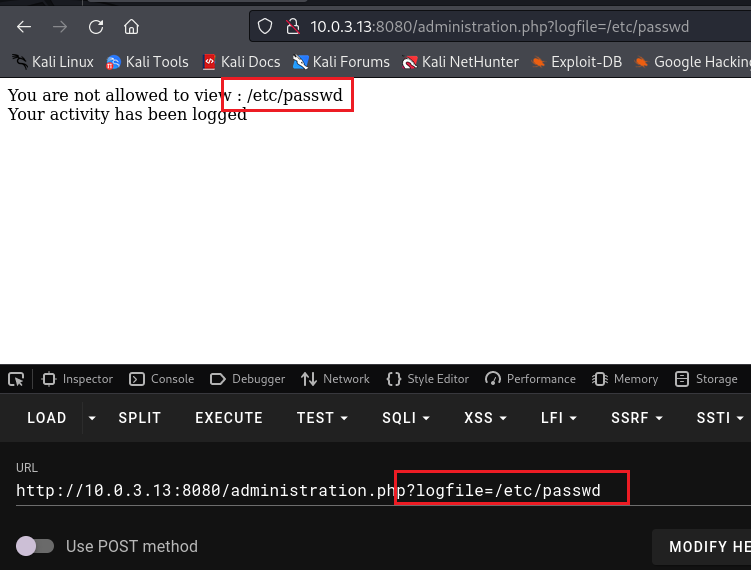 10.0.3.13:8080/administration.php?logfile=/etc/passwd
Kali Linux Kali Tools Kali Docs Kali Forums Kali NetHunter Exploit-DB Google Hacking
You are not allowed to view : /etc/passwd
Your activity has been logged
Inspector Console Debugger Network Style Editor Performance Memory Storage
LOAD SPLIT EXECUTE TEST SQLI XSS LFI SSRF SSTI
URL
http://10.0.3.13:8080/administration.php?logfile=/etc/passwd
Use POST method MODIFY HE